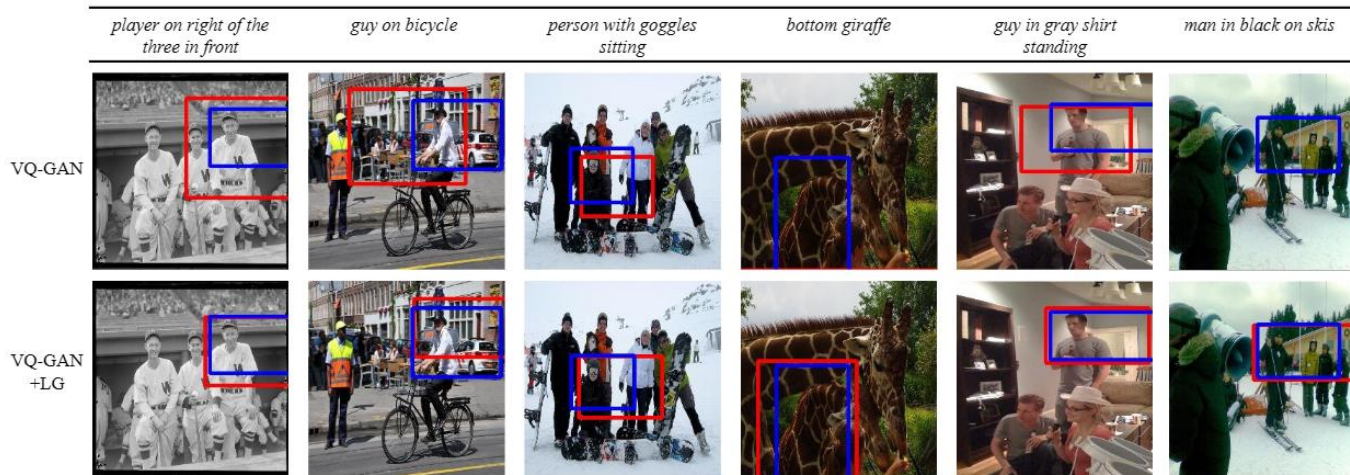 player on right of the
three in front
guy on bicycle
person with goggles
sitting
bottom giraffe
guy in gray shirt
standing
man in black on skis
VQ-GAN
VQ-GAN
+LG